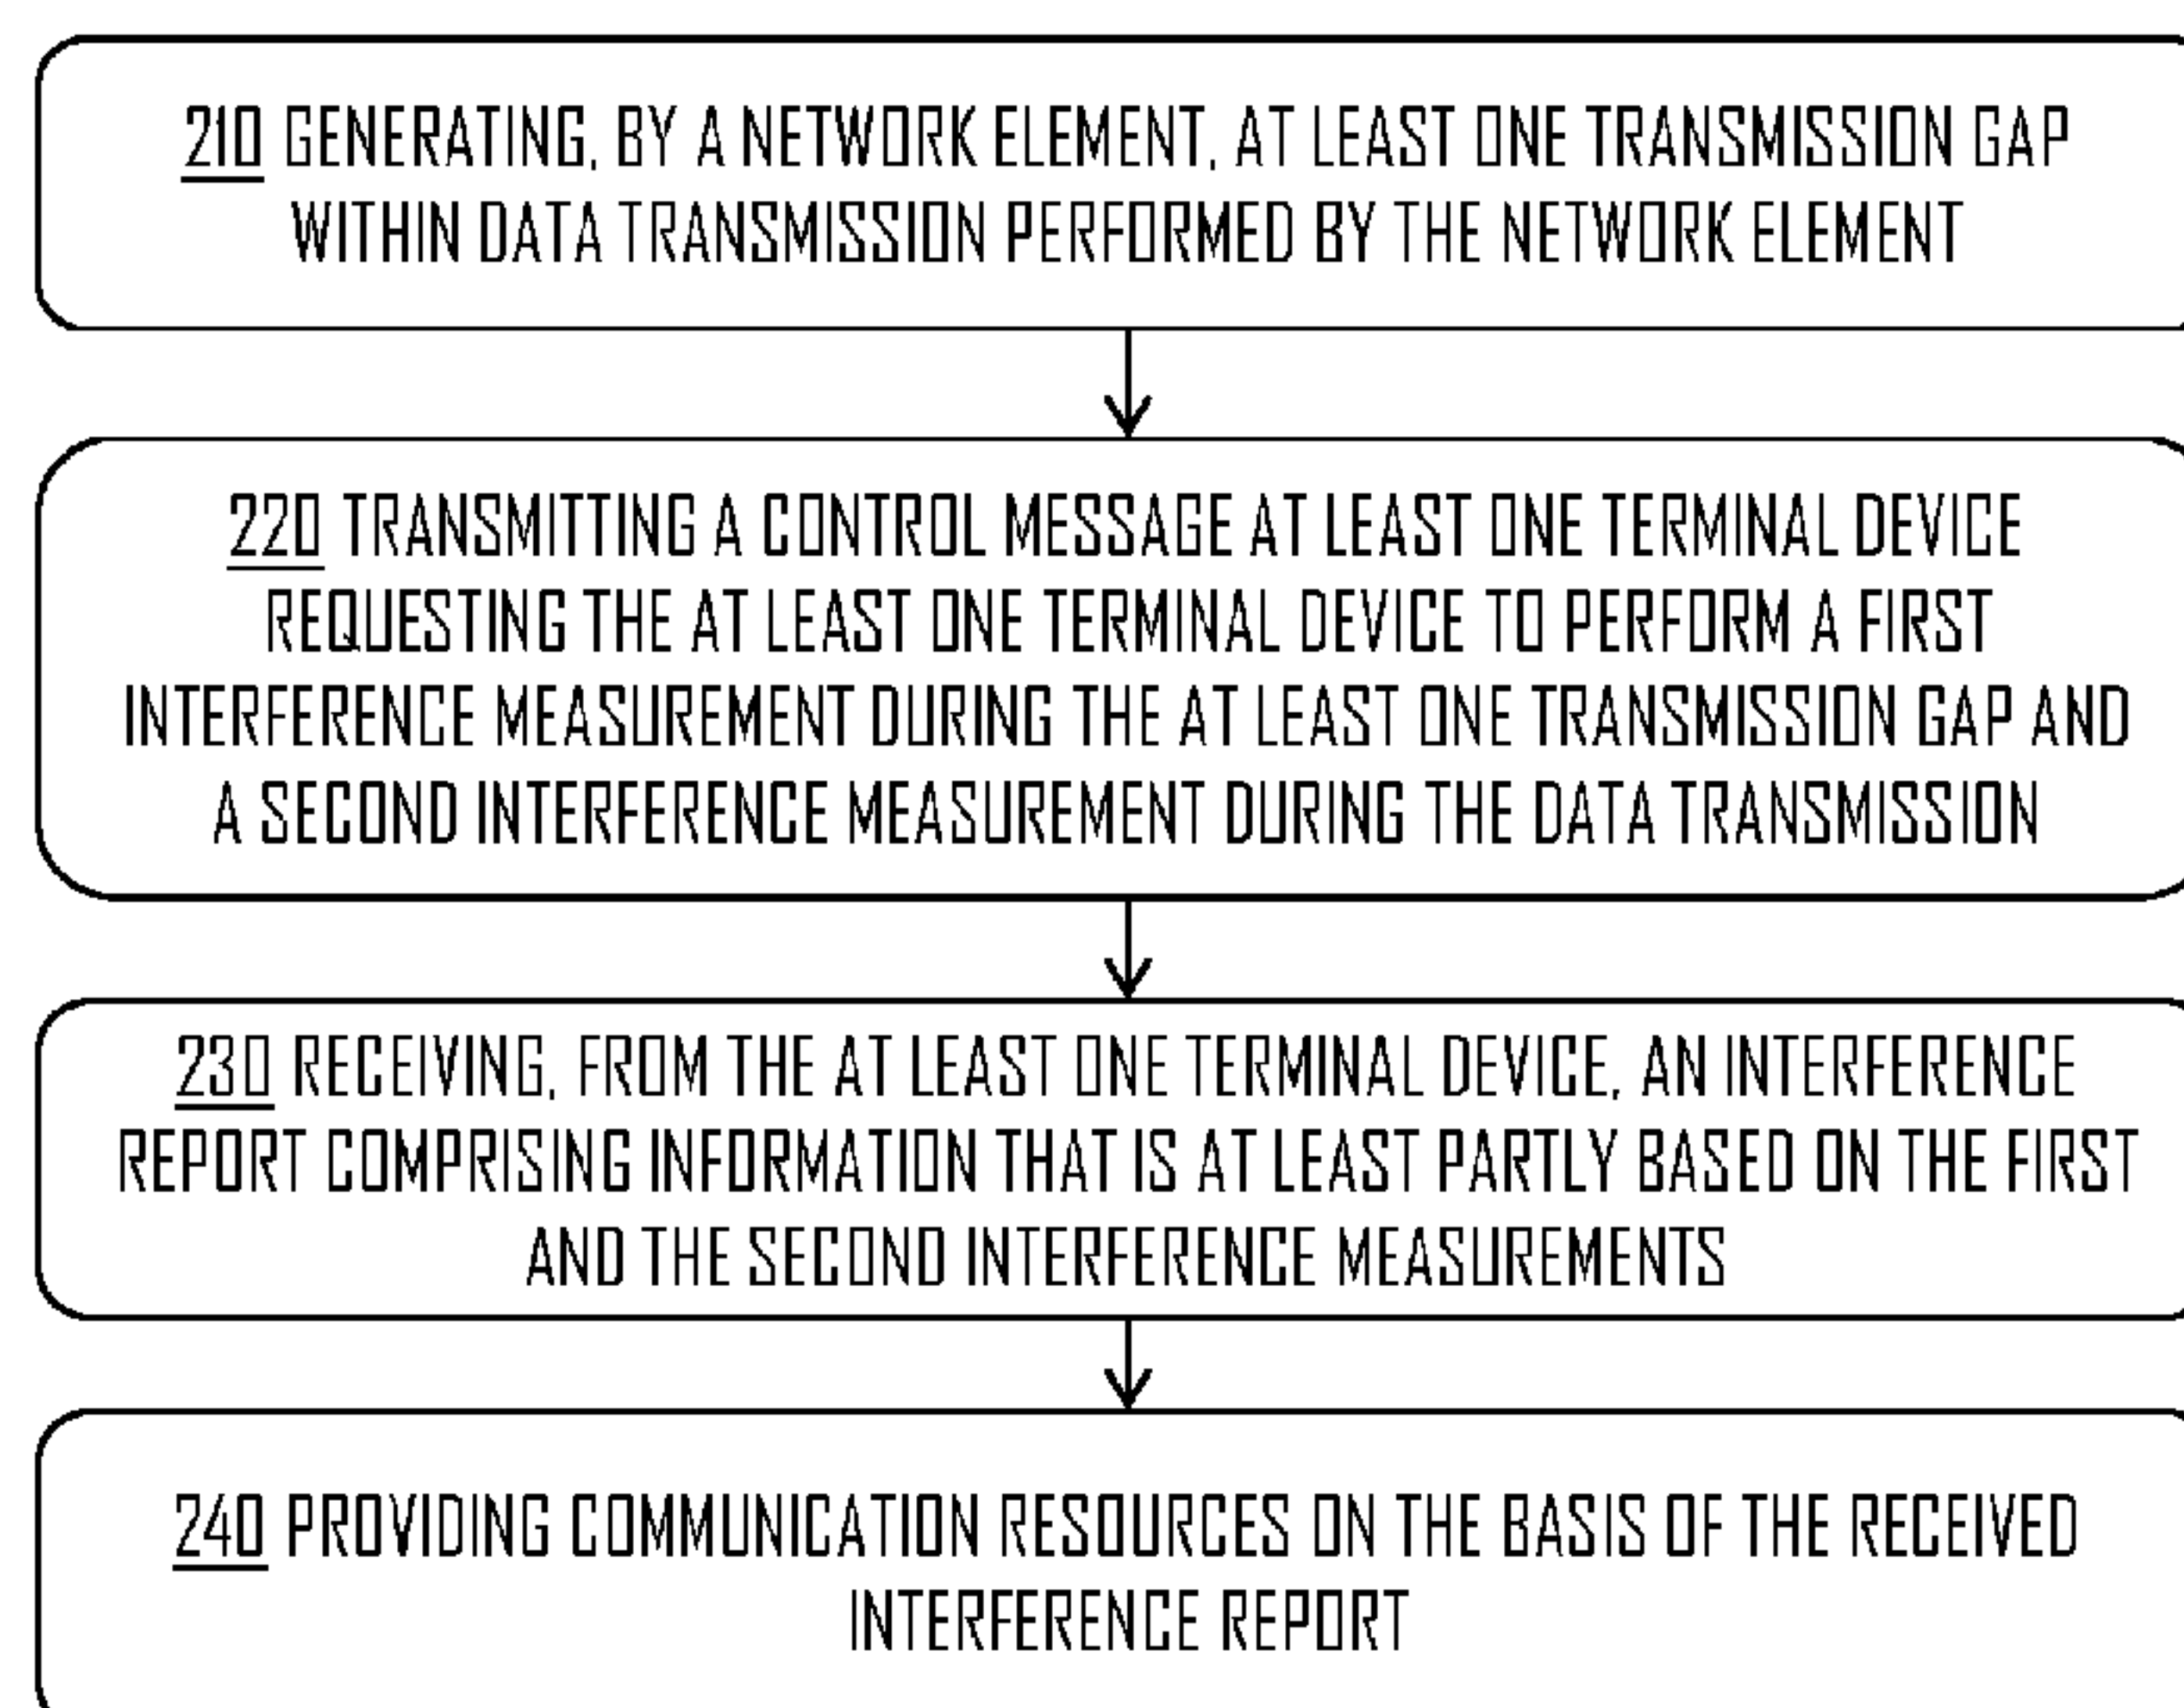 210 GENERATING, BY A NETWORK ELEMENT, AT LEAST ONE TRANSMISSION GAP
WITHIN DATA TRANSMISSION PERFORMED BY THE NETWORK ELEMENT
220 TRANSMITTING A CONTROL MESSAGE AT LEAST ONE TERMINAL DEVICE
REQUESTING THE AT LEAST ONE TERMINAL DEVICE TO PERFORM A FIRST
INTERFERENCE MEASUREMENT DURING THE AT LEAST ONE TRANSMISSION GAP AND
A SECOND INTERFERENCE MEASUREMENT DURING THE DATA TRANSMISSION
230 RECEIVING, FROM THE AT LEAST ONE TERMINAL DEVICE, AN INTERFERENCE
REPORT COMPRISING INFORMATION THAT IS AT LEAST PARTLY BASED ON THE FIRST
AND THE SECOND INTERFERENCE MEASUREMENTS
240 PROVIDING COMMUNICATION RESOURCES ON THE BASIS OF THE RECEIVED
INTERFERENCE REPORT